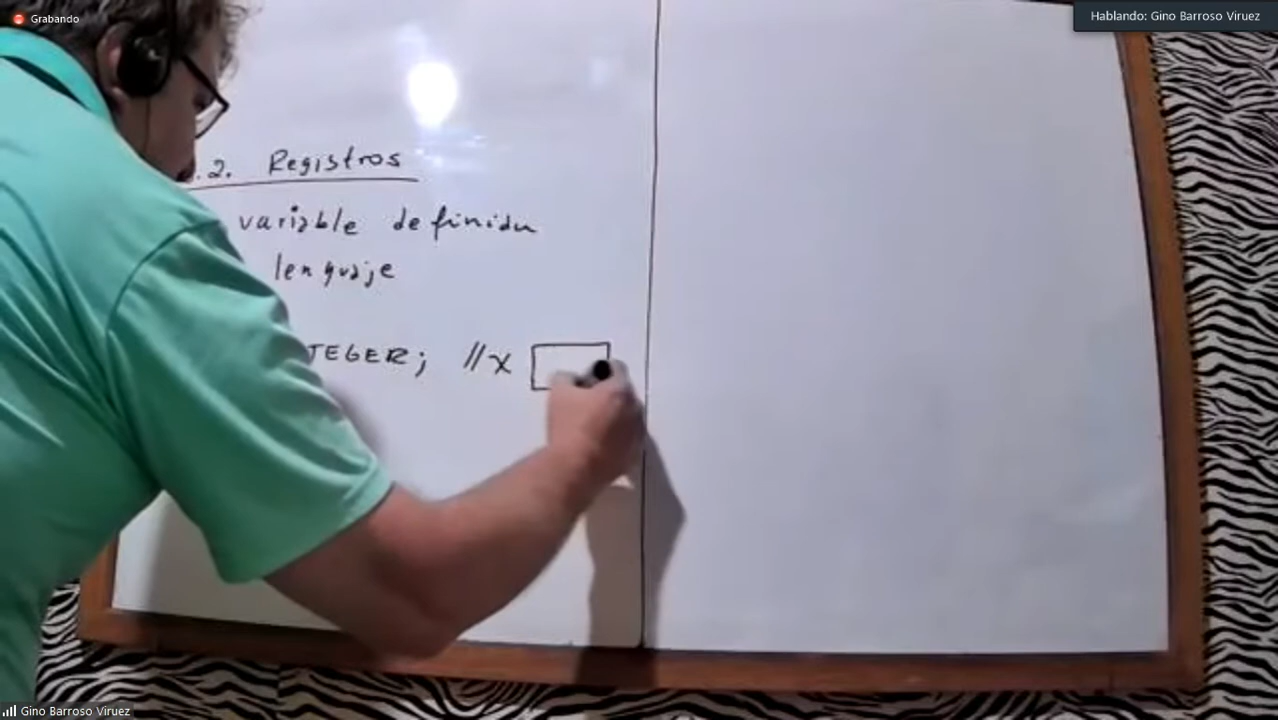 Grabando
Hablando: Gino Barroso Viruez
.2. Registros
variable definida
lenguaje
TEGER; //x
Gino Barroso Viruez